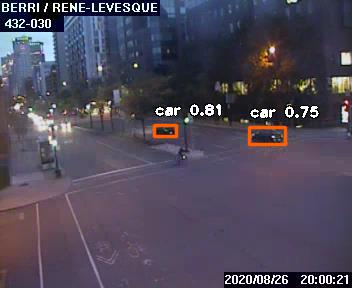 BERRI / RENE-LEVESQUE
432-030
car 0.81
car 0.75
2020/08/26 20:00:21